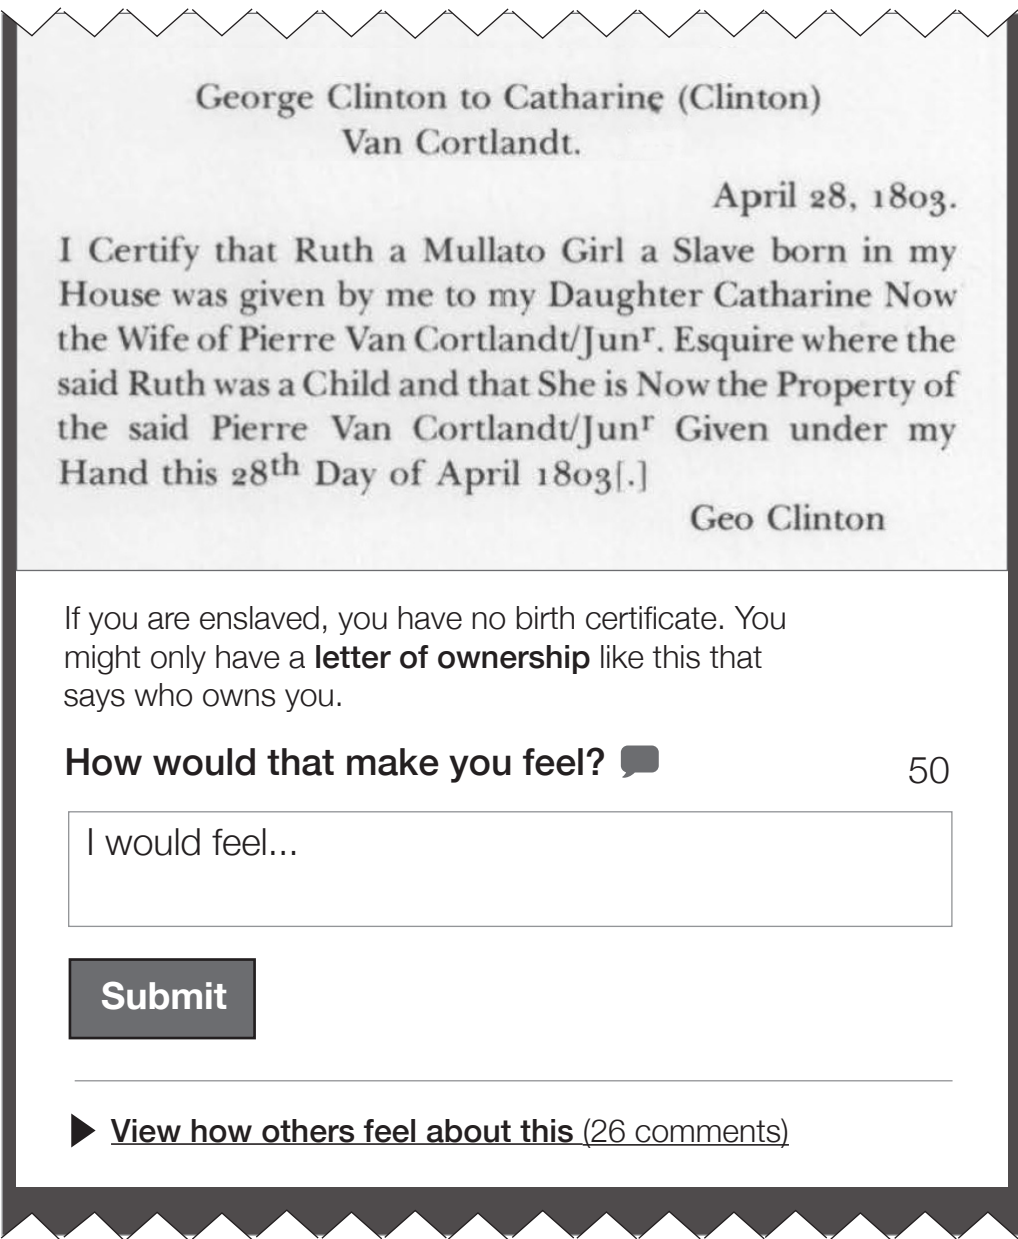 George Clinton to Catharine (Clinton)
Van Cortlandt.
April 28, 1803.
I Certify that Ruth a Mullato Girl a Slave born in my
House was given by me to my Daughter Catharine Now
the Wife of Pierre Van Cortlandt/Junʳ. Esquire where the
said Ruth was a Child and that She is Now the Property of
the said Pierre Van Cortlandt/Junʳ Given under my
Hand this 28ᵗʰ Day of April 1803[.]
Geo Clinton
If you are enslaved, you have no birth certificate. You
might only have a letter of ownership like this that
says who owns you.
How would that make you feel?
50
I would feel...
Submit
View how others feel about this (26 comments)